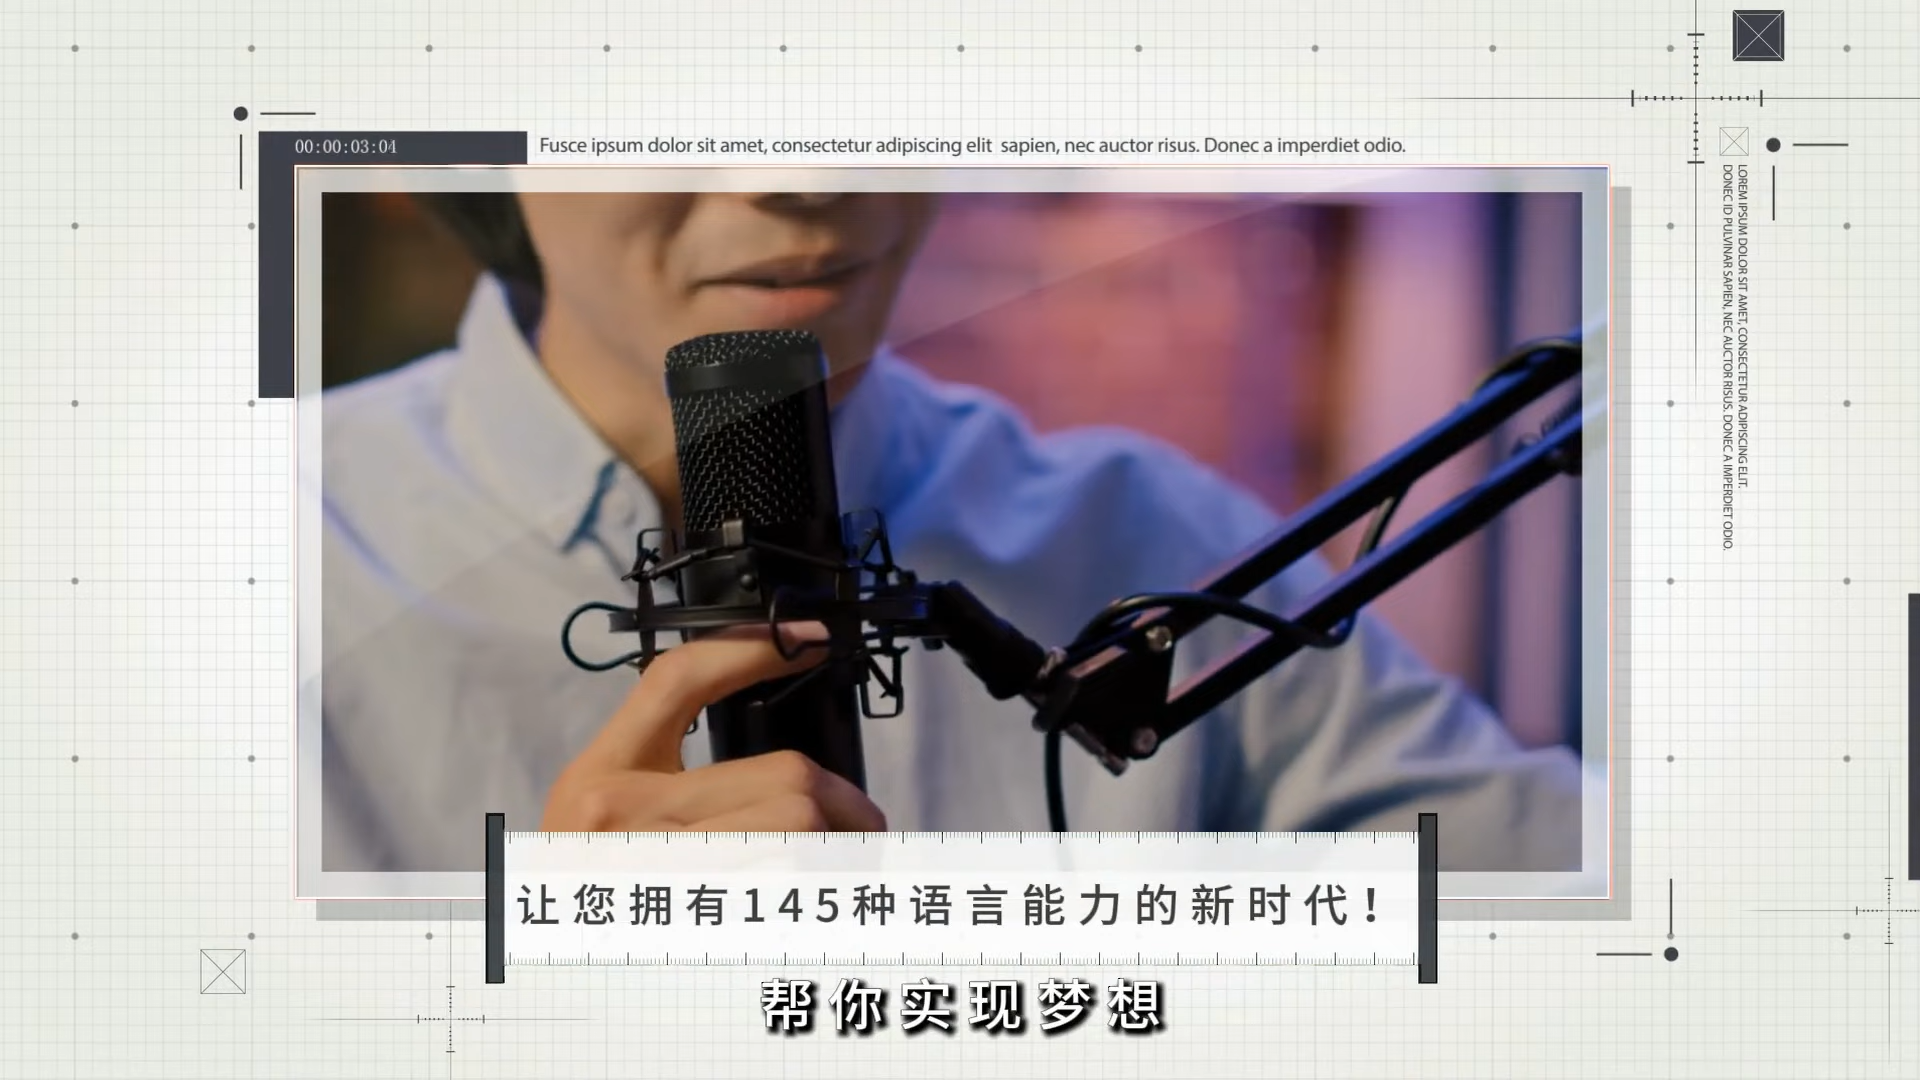 00:00:03:04
Fusce ipsum dolor sit amet, consectetur adipiscing elit sapien, nec auctor risus. Donec a imperdiet odio.
LOREM IPSUM DOLOR SIT AMET, CONSECTETUR ADIPISCING ELIT.
DONEC ID PULVINAR SAPIEN, NEC AUCTOR RISUS. DONEC A IMPERDIET ODIO.
让您拥有145种语言能力的新时代！
帮你实现梦想